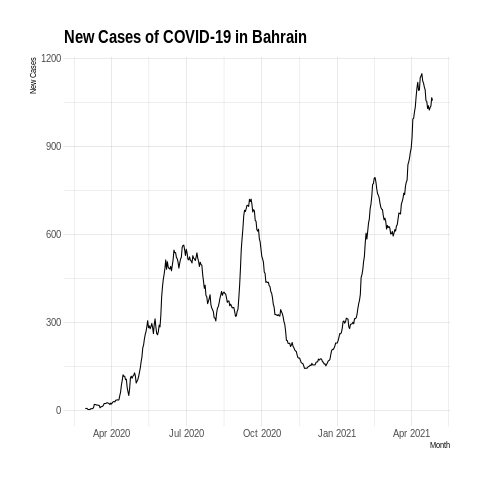 New Cases of COVID-19 in Bahrain
New Cases
1200
900
600
300
0
Apr 2020 Jul 2020 Oct 2020 Jan 2021 Apr 2021
Month